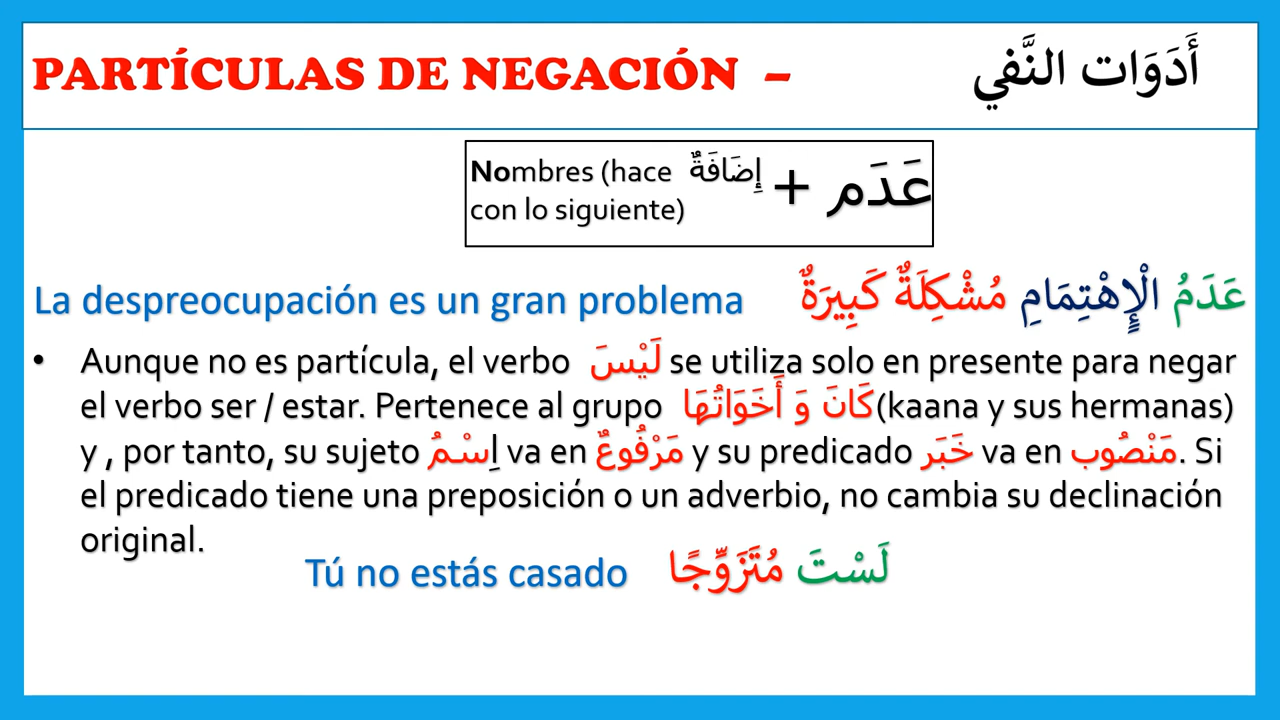 PARTÍCULAS DE NEGACIÓN – أَدَوَات النَّفي
عَدَم + Nombres (hace إِضَافَةٌ
con lo siguiente)
La despreocupación es un gran problema عَدَمُ الْإِهْتِمَامِ مُشْكِلَةٌ كَبِيرَةٌ
• Aunque no es partícula, el verbo لَيْسَ se utiliza solo en presente para negar
el verbo ser / estar. Pertenece al grupo كَانَ وَ أَخَوَاتُهَا (kaana y sus hermanas)
y , por tanto, su sujeto اِسْمُ va en مَرْفُوعٌ y su predicado خَبَر va en مَنْصُوب. Si
el predicado tiene una preposición o un adverbio, no cambia su declinación
original.
Tú no estás casado لَسْتَ مُتَزَوِّجًا